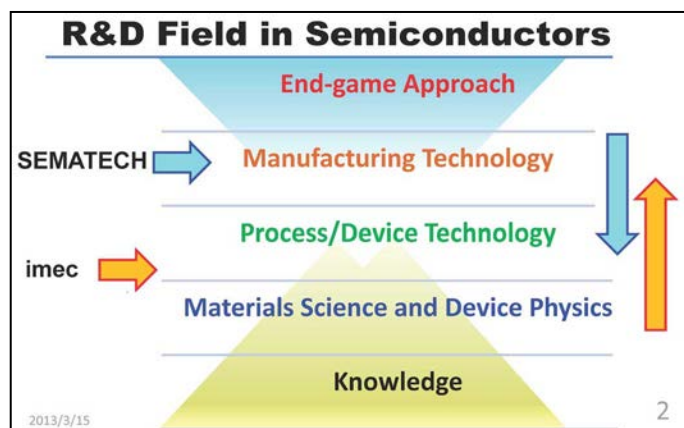 R&D Field in Semiconductors
End-game Approach
SEMATECH
Manufacturing Technology
Process/Device Technology
imec
Materials Science and Device Physics
Knowledge
2013/3/15
2